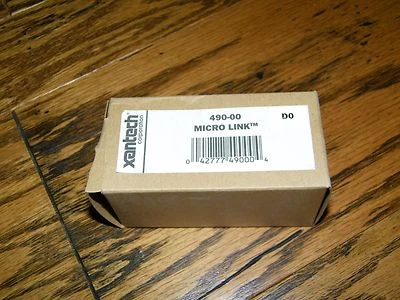 xantech
corporation
490-00
MICRO LINK™
D0
0 42777 49000 4